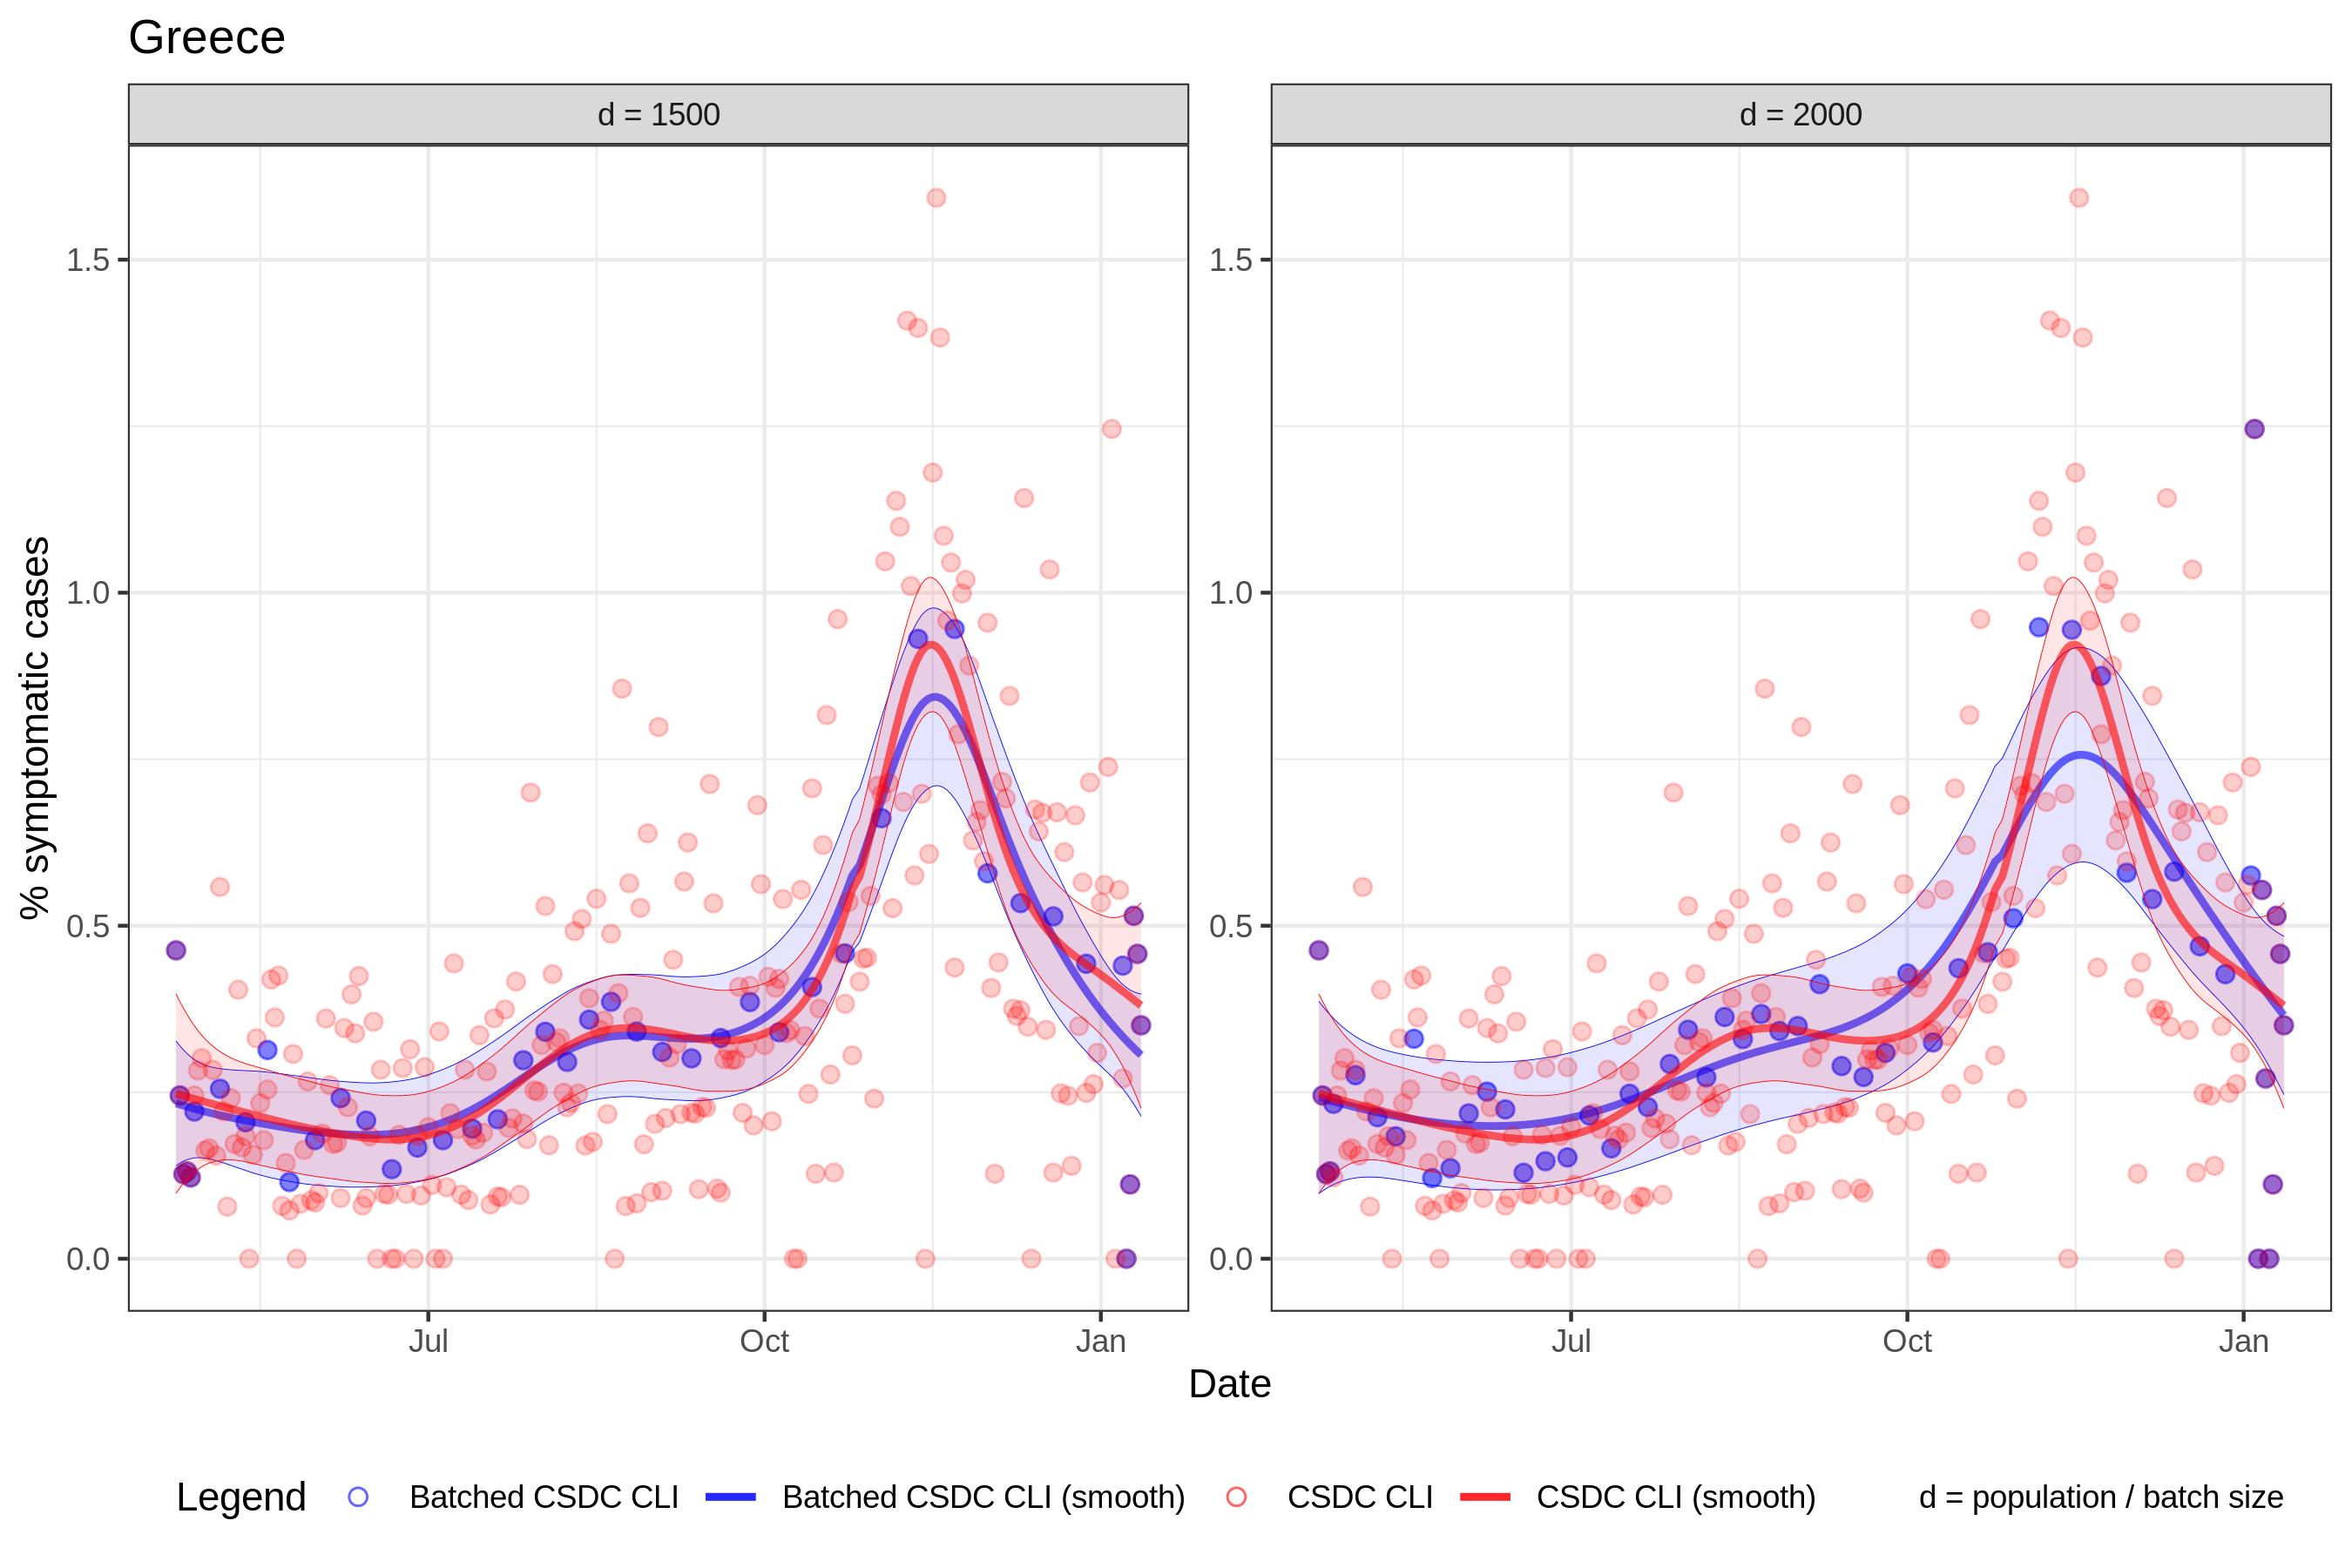 Greece
d = 1500
d = 2000
% symptomatic cases
1.5
1.0
0.5
0.0
1.5
1.0
0.5
0.0
Jul
Oct
Jan
Jul
Oct
Jan
Date
Legend
Batched CSDC CLI
Batched CSDC CLI (smooth)
CSDC CLI
CSDC CLI (smooth)
d = population / batch size